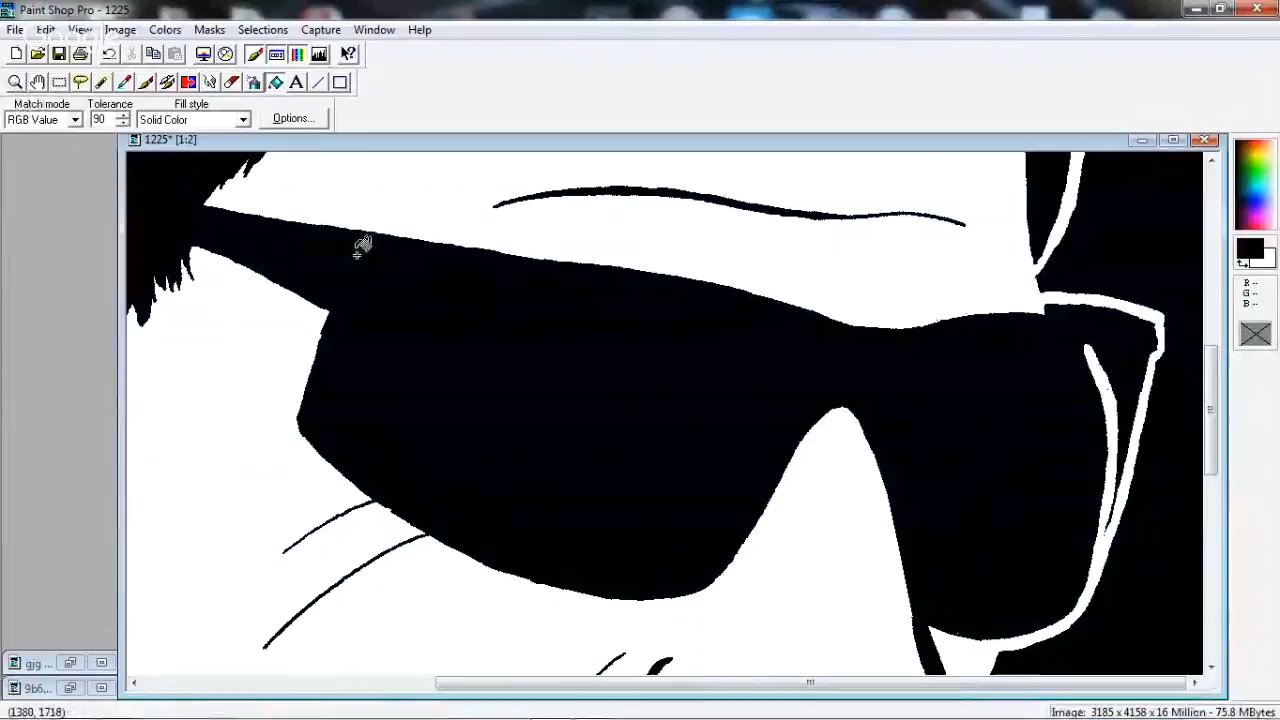 Paint Shop Pro - 1225
File Edit View Image Colors Masks Selections Capture Window Help
Match mode Tolerance Fill style
RGB Value 90 Solid Color Options...
1225* [1:2]
R --
G --
B --
gjg ...
9b6...
(1380, 1718)
Image: 3185 x 4158 x 16 Million - 75.8 MBytes